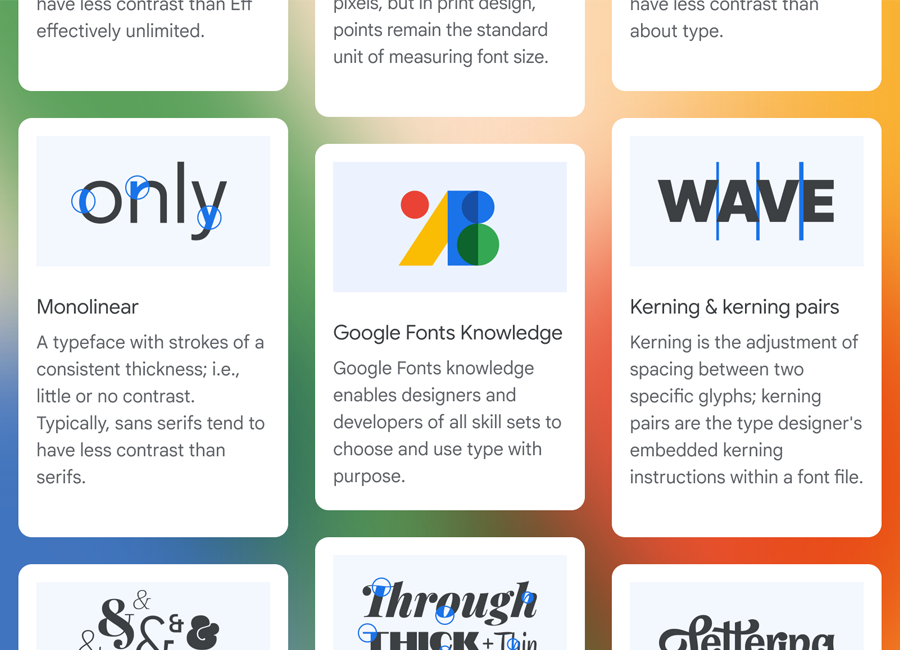 have less contrast than Eff
effectively unlimited.
pixels, but in print design,
points remain the standard
unit of measuring font size.
have less contrast than
about type.
only
Monolinear
A typeface with strokes of a
consistent thickness; i.e.,
little or no contrast.
Typically, sans serifs tend to
have less contrast than
serifs.
Google Fonts Knowledge
Google Fonts knowledge
enables designers and
developers of all skill sets to
choose and use type with
purpose.
WAVE
Kerning & kerning pairs
Kerning is the adjustment of
spacing between two
specific glyphs; kerning
pairs are the type designer's
embedded kerning
instructions within a font file.
&
& & &
&
Through
THICK + Thin
Lettering